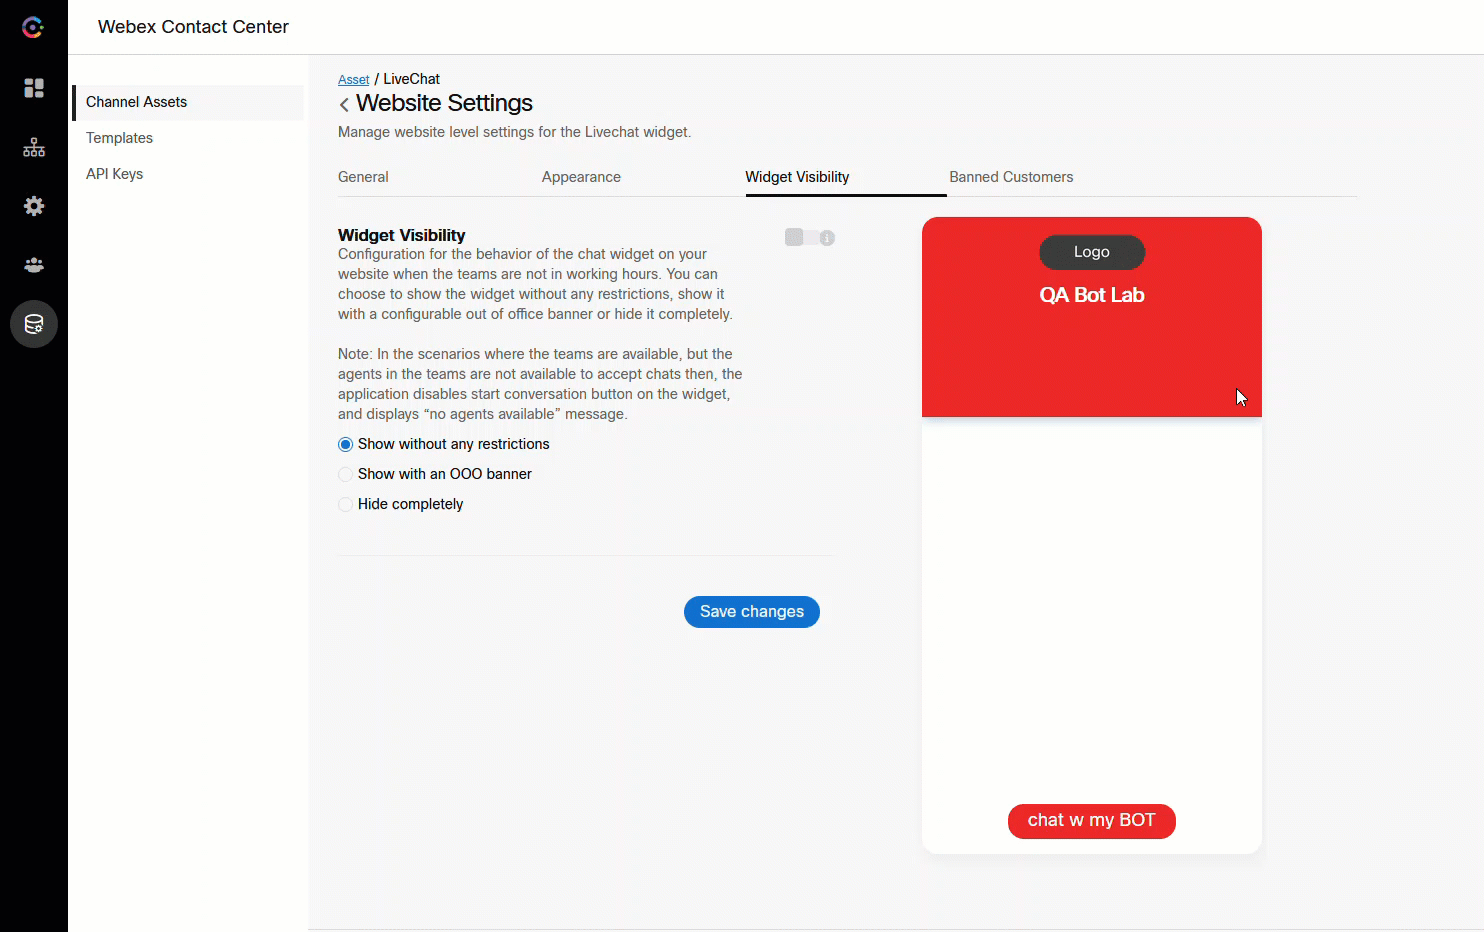 Webex Contact Center
Channel Assets
Templates
API Keys
Asset / LiveChat
Website Settings
Manage website level settings for the Livechat widget.
General
Appearance
Widget Visibility
Banned Customers
Widget Visibility
Configuration for the behavior of the chat widget on your
website when the teams are not in working hours. You can
choose to show the widget without any restrictions, show it
with a configurable out of office banner or hide it completely.
Note: In the scenarios where the teams are available, but the
agents in the teams are not available to accept chats then, the
application disables start conversation button on the widget,
and displays “no agents available” message.
Show without any restrictions
Show with an OOO banner
Hide completely
Save changes
Logo
QA Bot Lab
chat w my BOT